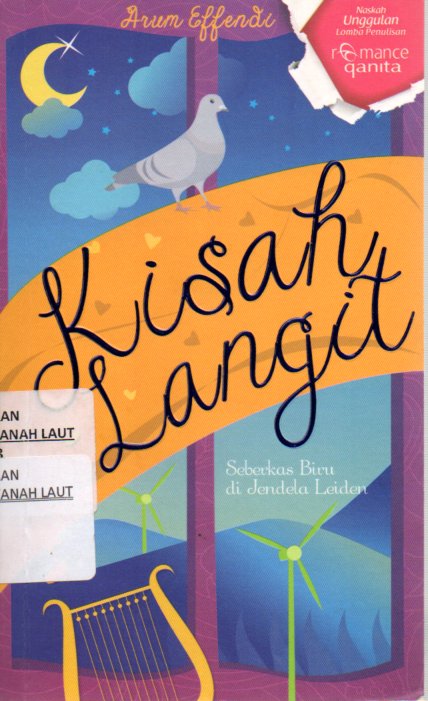 Arum Effendi
Naskah
Unggulan
Lomba Penulisan
romance
qanita
Kisah
Langit
AN
ANAH LAUT
R
AN
ANAH LAUT
Seberkas Biru
di Jendela Leiden